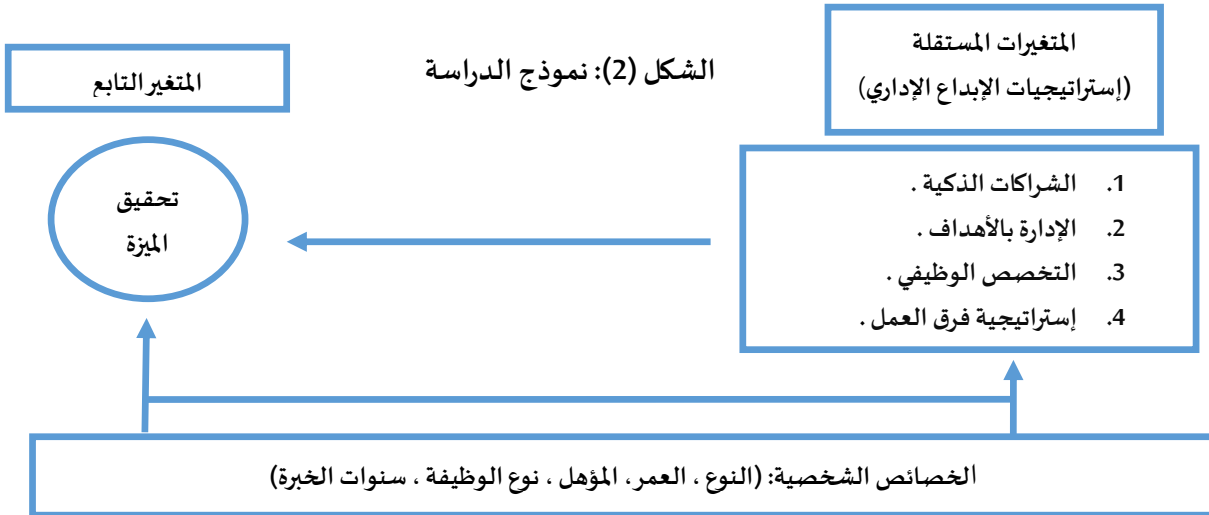 المتغيرات المستقلة
(إستراتيجيات الإبداع الإداري)
الشكل (2): نموذج الدراسة
المتغير التابع
1. الشراكات الذكية .
2. الإدارة بالأهداف .
3. التخصص الوظيفي .
4. إستراتيجية فرق العمل .
تحقيق
الميزة
الخصائص الشخصية: (النوع ، العمر، المؤهل ، نوع الوظيفة ، سنوات الخبرة)